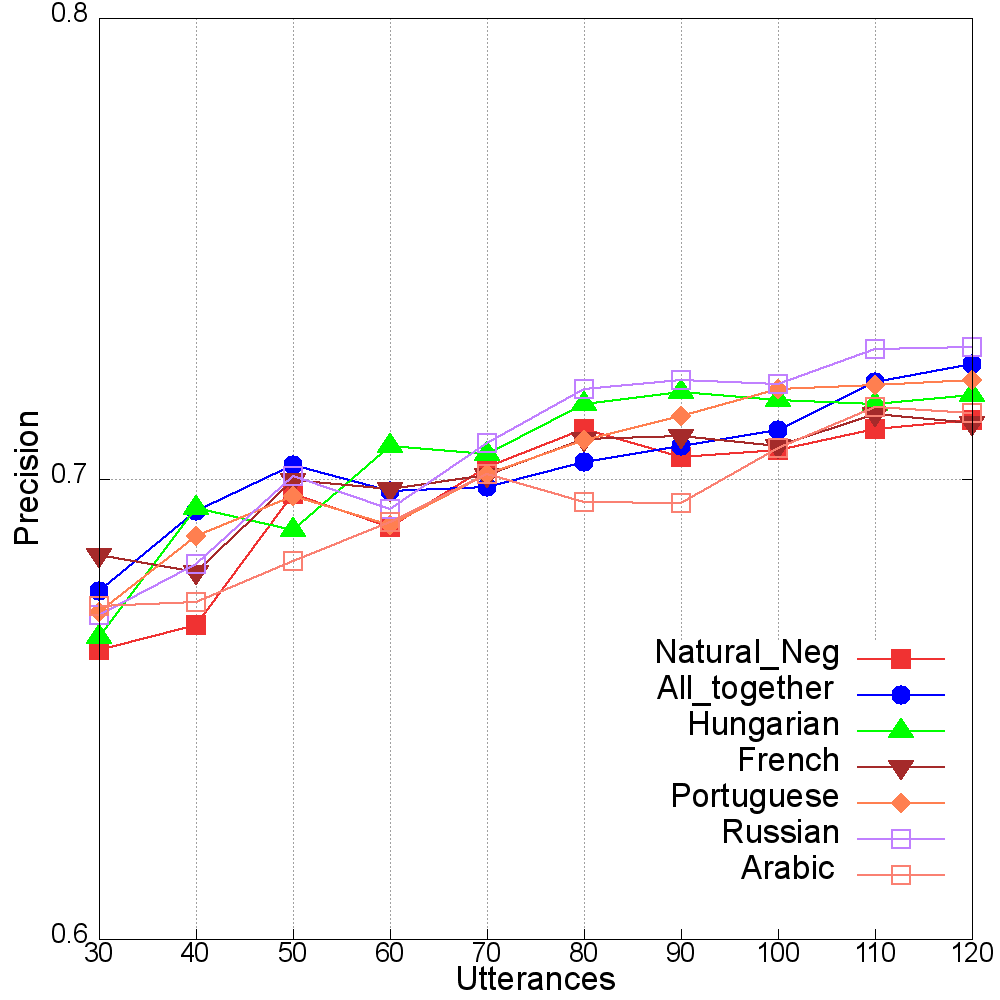 0.8
0.7
0.6
Precision
30 40 50 60 70 80 90 100 110 120
Utterances
Natural_Neg
All_together
Hungarian
French
Portuguese
Russian
Arabic